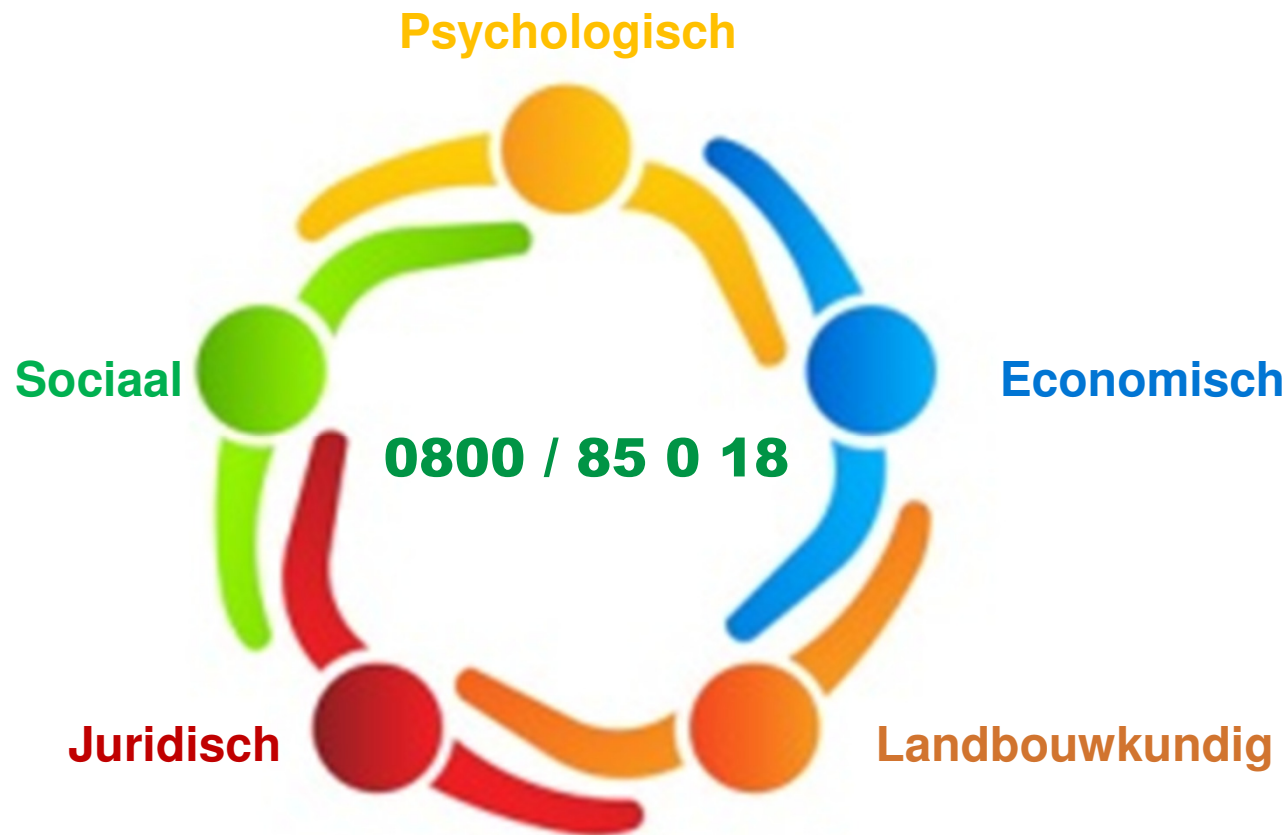 Psychologisch
Sociaal
Economisch
0800 / 85 0 18
Juridisch
Landbouwkundig